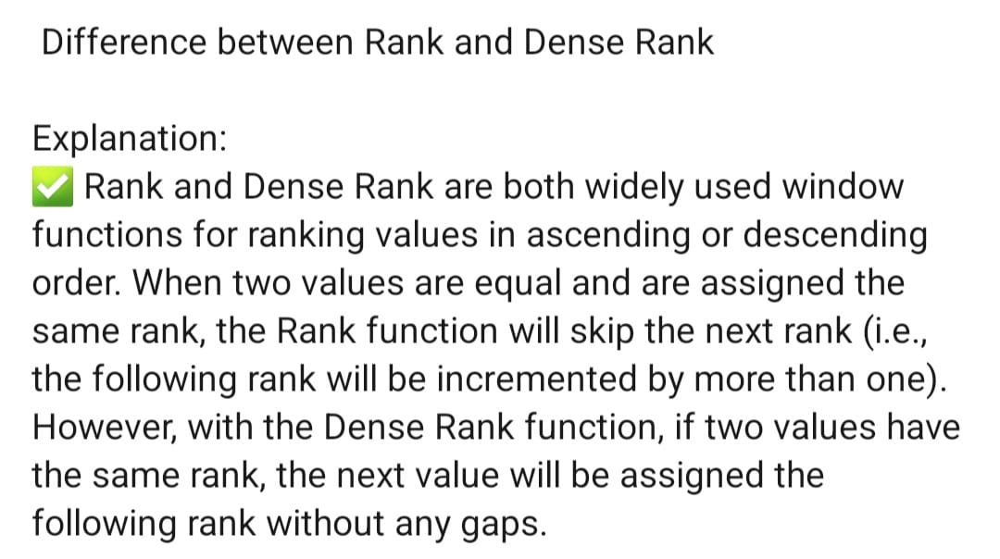 Difference between Rank and Dense Rank
Explanation:
✅ Rank and Dense Rank are both widely used window
functions for ranking values in ascending or descending
order. When two values are equal and are assigned the
same rank, the Rank function will skip the next rank (i.e.,
the following rank will be incremented by more than one).
However, with the Dense Rank function, if two values have
the same rank, the next value will be assigned the
following rank without any gaps.